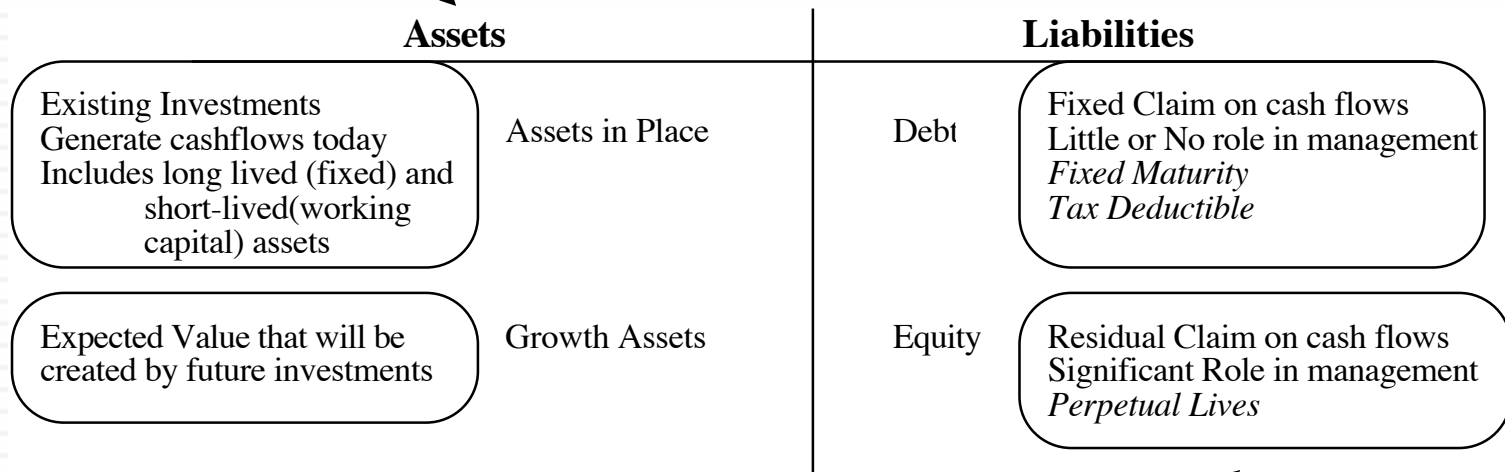 Assets
Liabilities
Existing Investments
Generate cashflows today
Includes long lived (fixed) and
short-lived(working
capital) assets
Assets in Place
Debt
Fixed Claim on cash flows
Little or No role in management
Fixed Maturity
Tax Deductible
Expected Value that will be
created by future investments
Growth Assets
Equity
Residual Claim on cash flows
Significant Role in management
Perpetual Lives